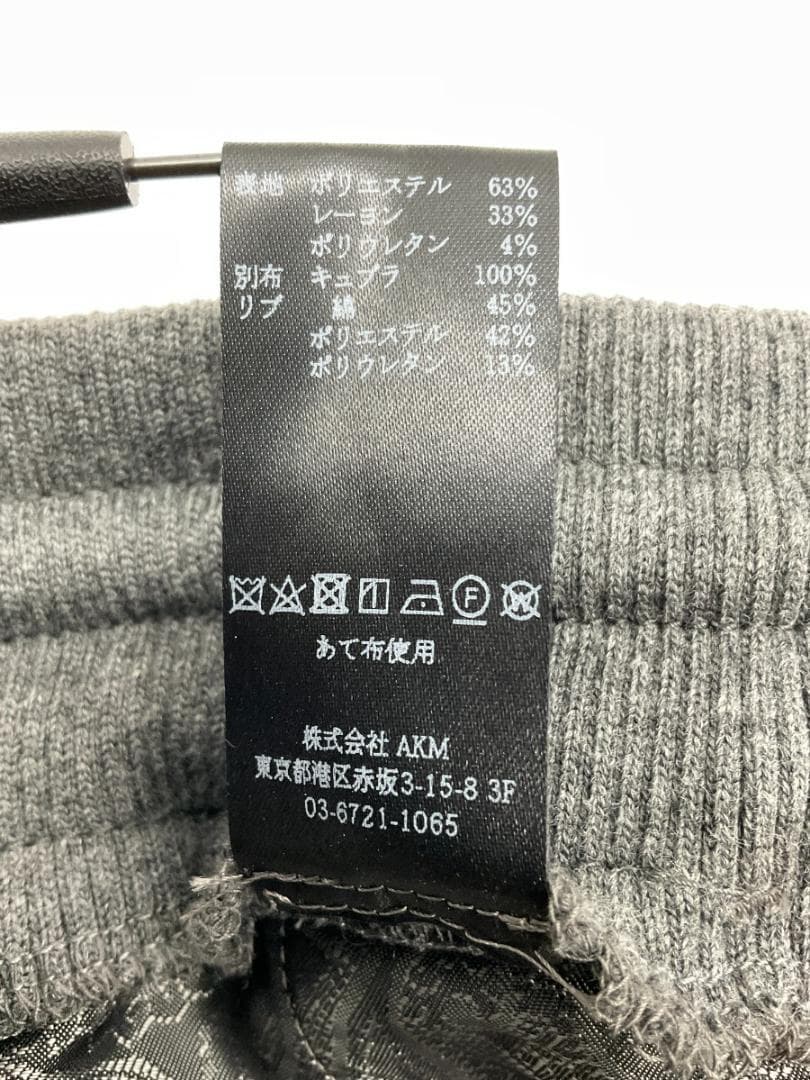 表地 ポリエステル 63%
レーヨン 33%
ポリウレタン 4%
別布 キュプラ 100%
リブ 綿 45%
ポリエステル 42%
ポリウレタン 13%
F W
あて布使用
株式会社 AKM
東京都港区赤坂3-15-8 3F
03-6721-1065